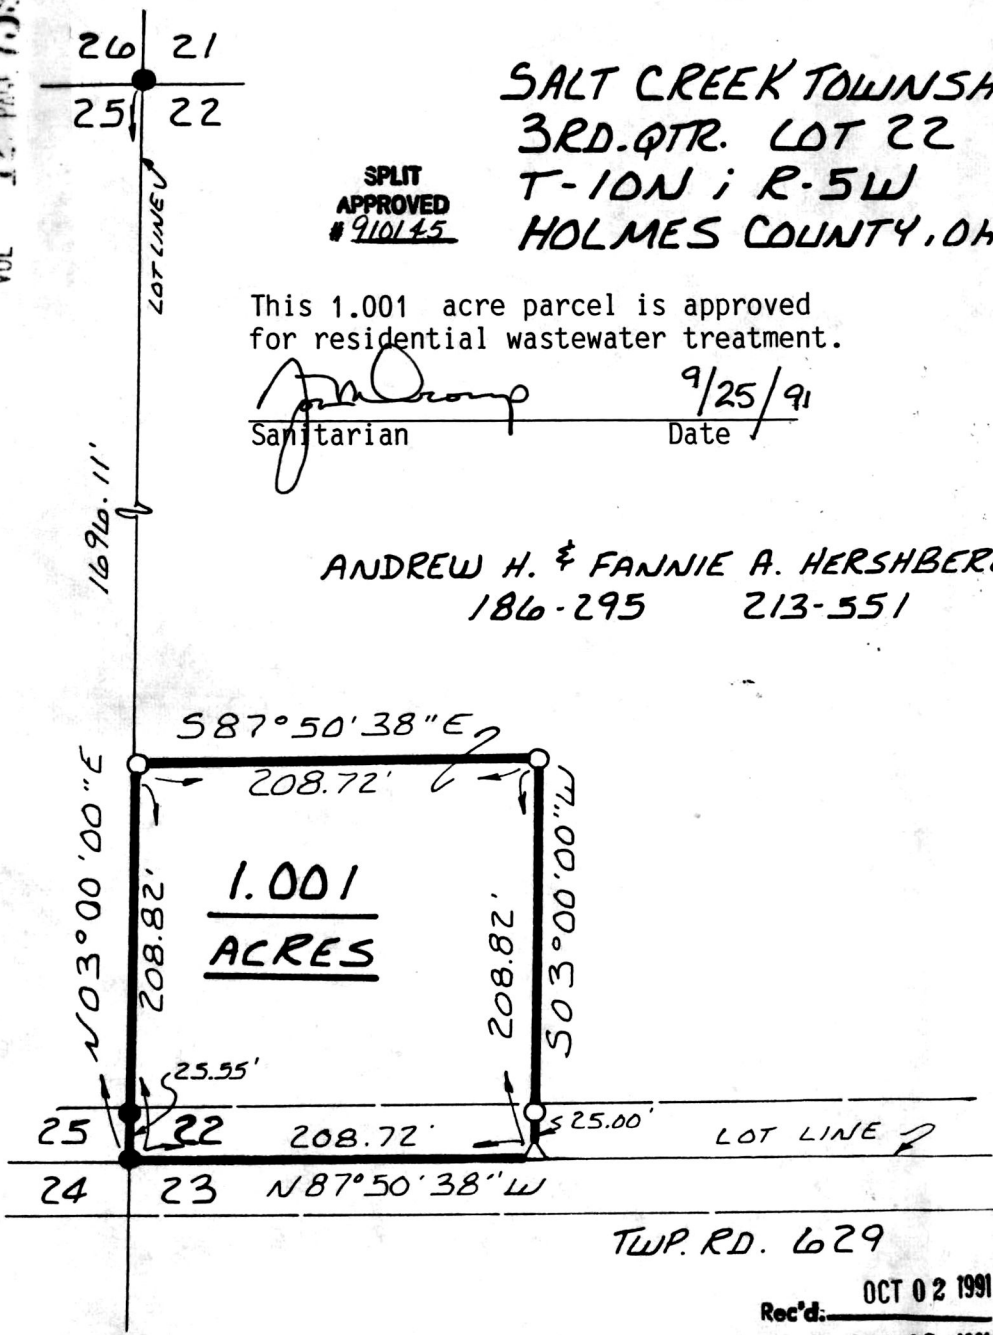 26 21
25 22
SALT CREEK TOWNSH
3RD. QTR. LOT 22
T-10N ; R-5W
HOLMES COUNTY, OH
SPLIT
APPROVED
# 910145
VOL
LOT LINE
This 1.001 acre parcel is approved
for residential wastewater treatment.
9/25/91
Sanitarian Date
1696.11'
ANDREW H. & FANNIE A. HERSHBER
186-295 213-551
S87°50'38"E
208.72'
N03°00'00"E
208.82'
1.001
ACRES
208.82'
S03°00'00"W
25.55'
25 22 208.72' 25.00' LOT LINE
24 23 N87°50'38"W
TWP. RD. 629
OCT 02 1991
Rec'd: